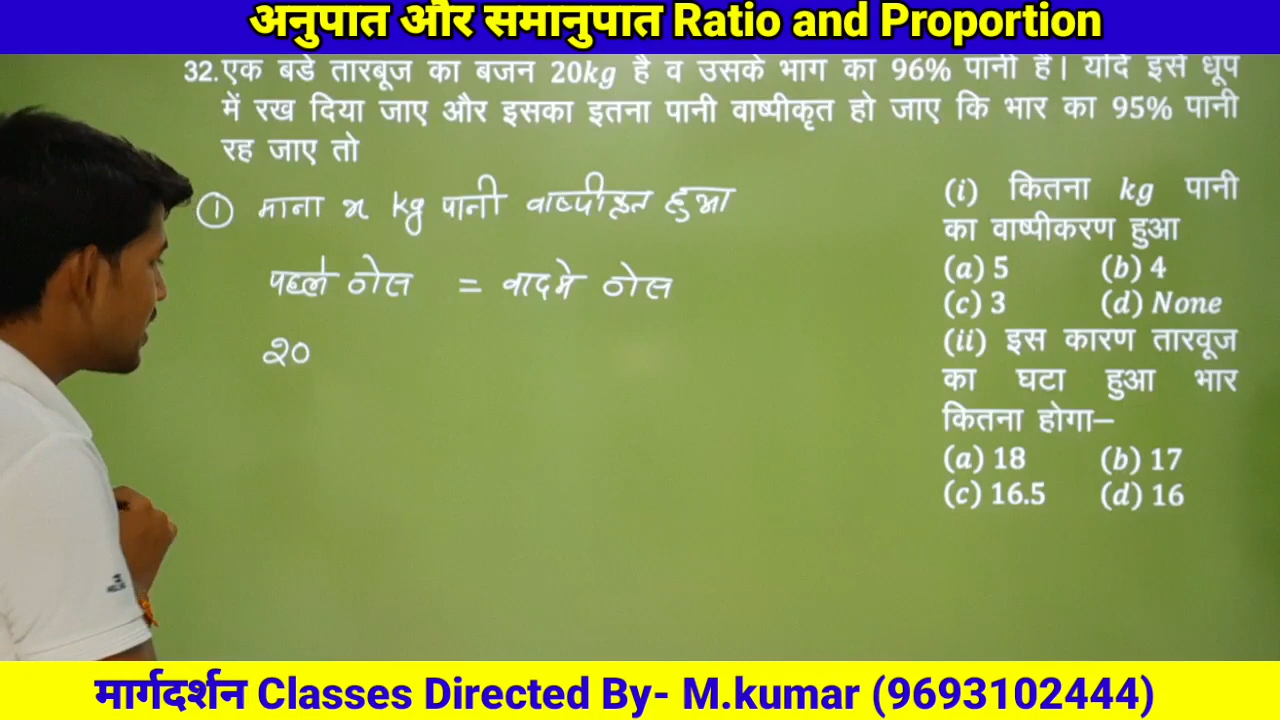 अनुपात और समानुपात Ratio and Proportion
32. एक बडे तारबूज का बजन 20kg है व उसके भाग का 96% पानी है। यदि इसे धूप
में रख दिया जाए और इसका इतना पानी वाष्पीकृत हो जाए कि भार का 95% पानी
रह जाए तो
① माना x kg पानी वाष्पीकृत हुआ
पहले ठोस = वादमे ठोस
२०
(i) कितना kg पानी
का वाष्पीकरण हुआ
(a) 5 (b) 4
(c) 3 (d) None
(ii) इस कारण तारवूज
का घटा हुआ भार
कितना होगा–
(a) 18 (b) 17
(c) 16.5 (d) 16
मार्गदर्शन Classes Directed By- M.kumar (9693102444)